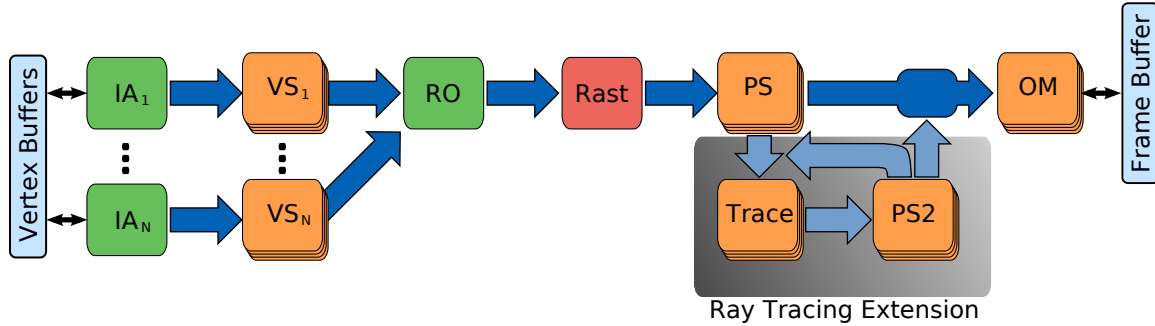 Vertex Buffers
IA1
VS1
RO
Rast
PS
OM
Frame Buffer
IAN
VSN
Trace
PS2
Ray Tracing Extension